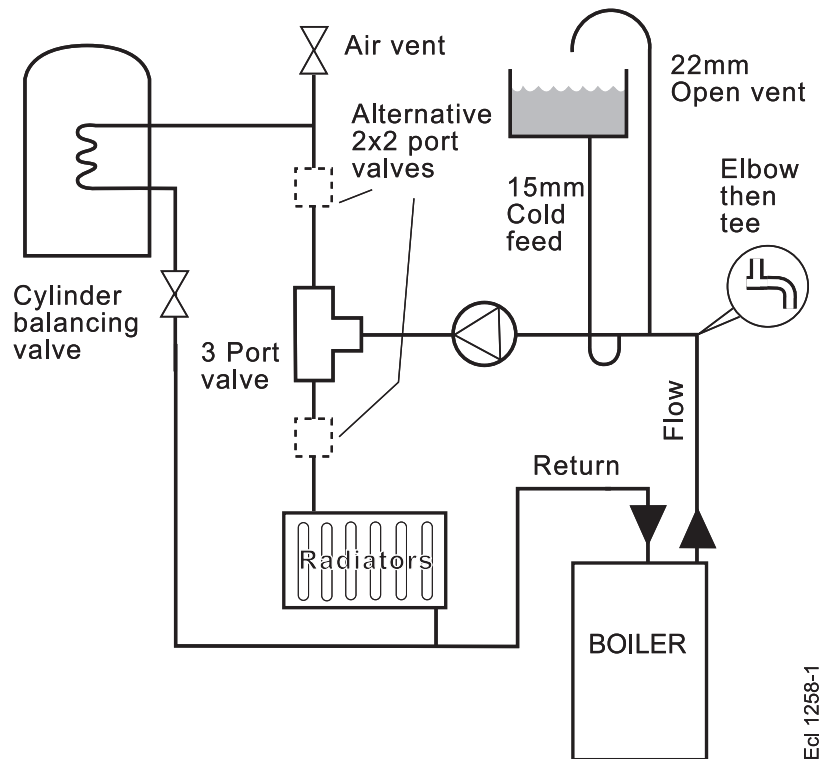 Air vent
22mm
Open vent
Alternative
2x2 port
valves
15mm
Cold
feed
Elbow
then
tee
Cylinder
balancing
valve
3 Port
valve
Flow
Return
Radiators
BOILER
Ecl 1258-1